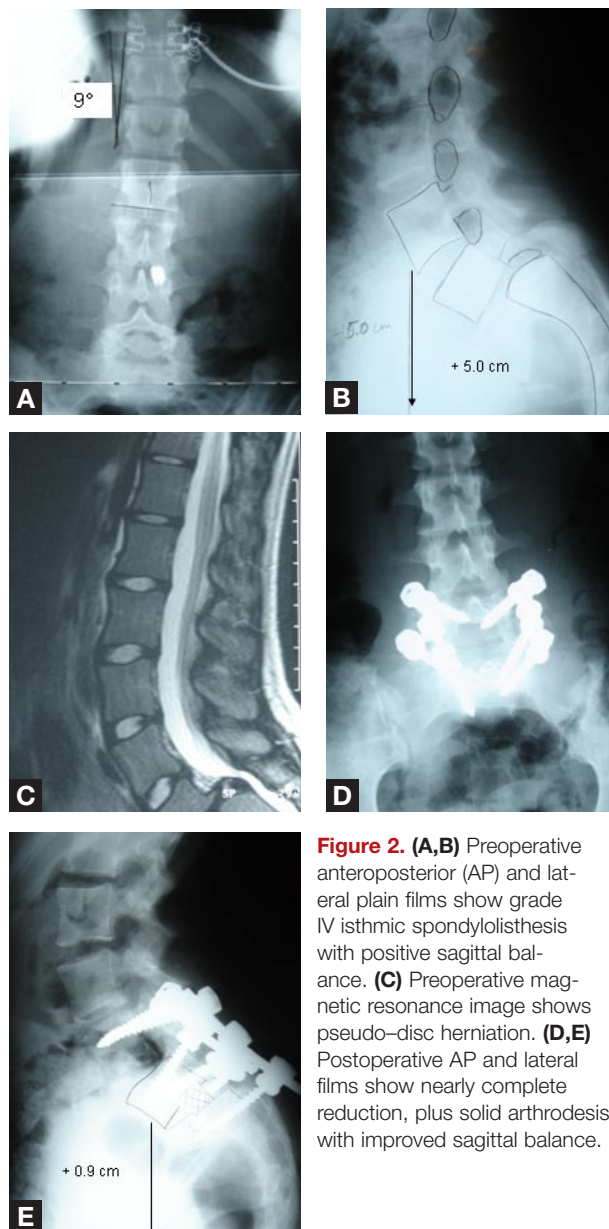 9°
A
5.0 cm
+ 5.0 cm
B
SP
C
D
Figure 2. (A,B) Preoperative
anteroposterior (AP) and lat-
eral plain films show grade
IV isthmic spondylolisthesis
with positive sagittal bal-
ance. (C) Preoperative mag-
netic resonance image shows
pseudo–disc herniation. (D,E)
Postoperative AP and lateral
films show nearly complete
reduction, plus solid arthrodesis
with improved sagittal balance.
+ 0.9 cm
E